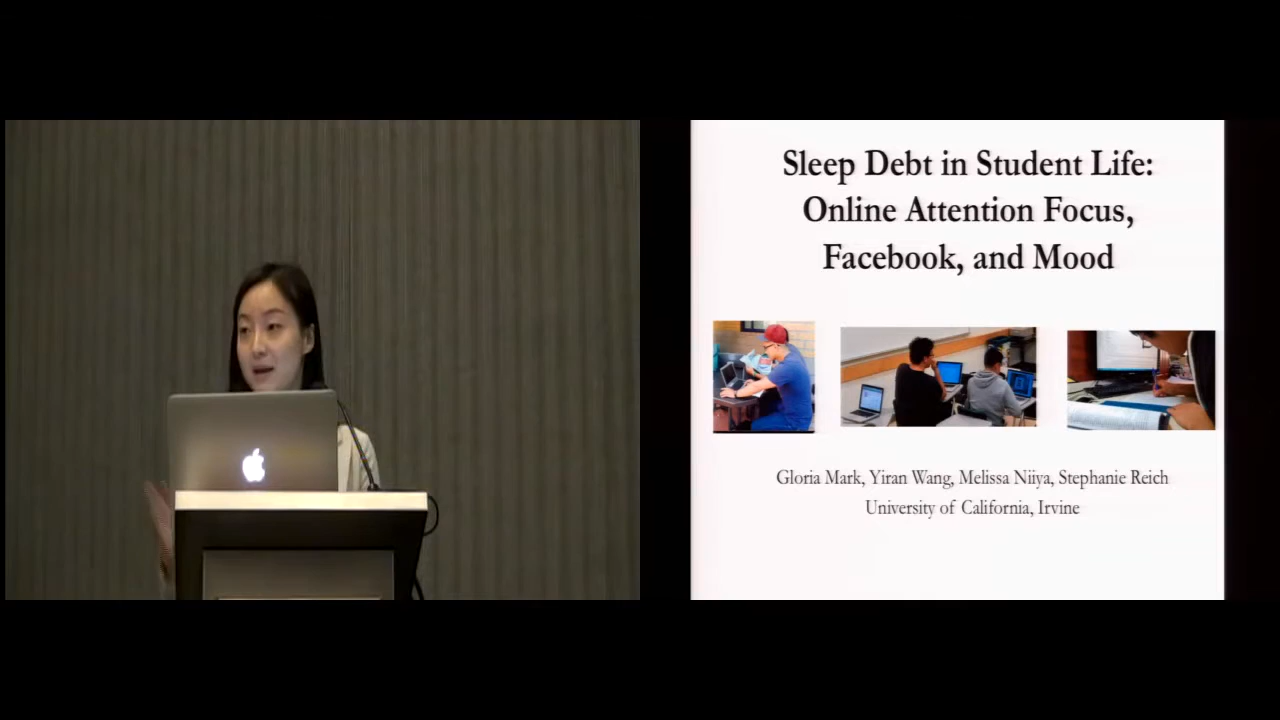 Sleep Debt in Student Life:
Online Attention Focus,
Facebook, and Mood
Gloria Mark, Yiran Wang, Melissa Niiya, Stephanie Reich
University of California, Irvine